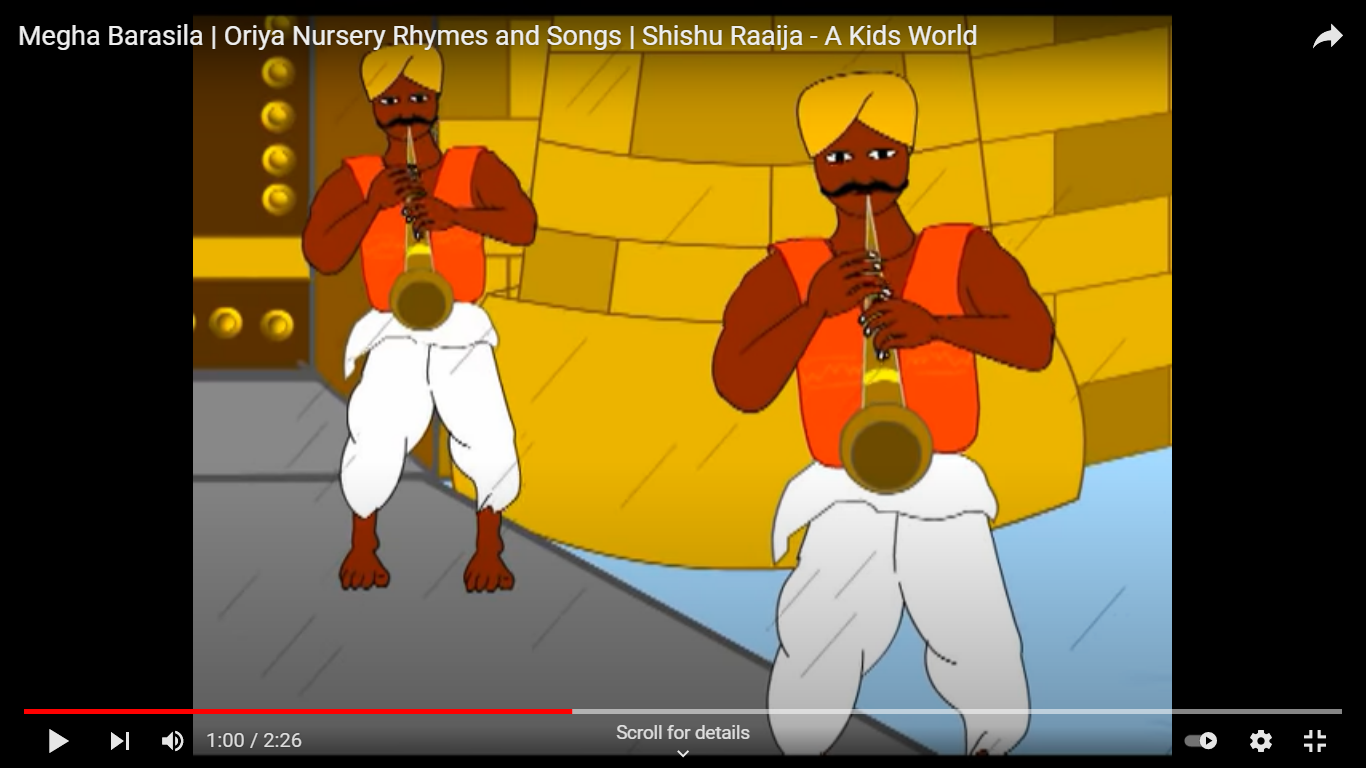 Megha Barasila | Oriya Nursery Rhymes and Songs | Shishu Raaija - A Kids World
1:00 / 2:26
Scroll for details